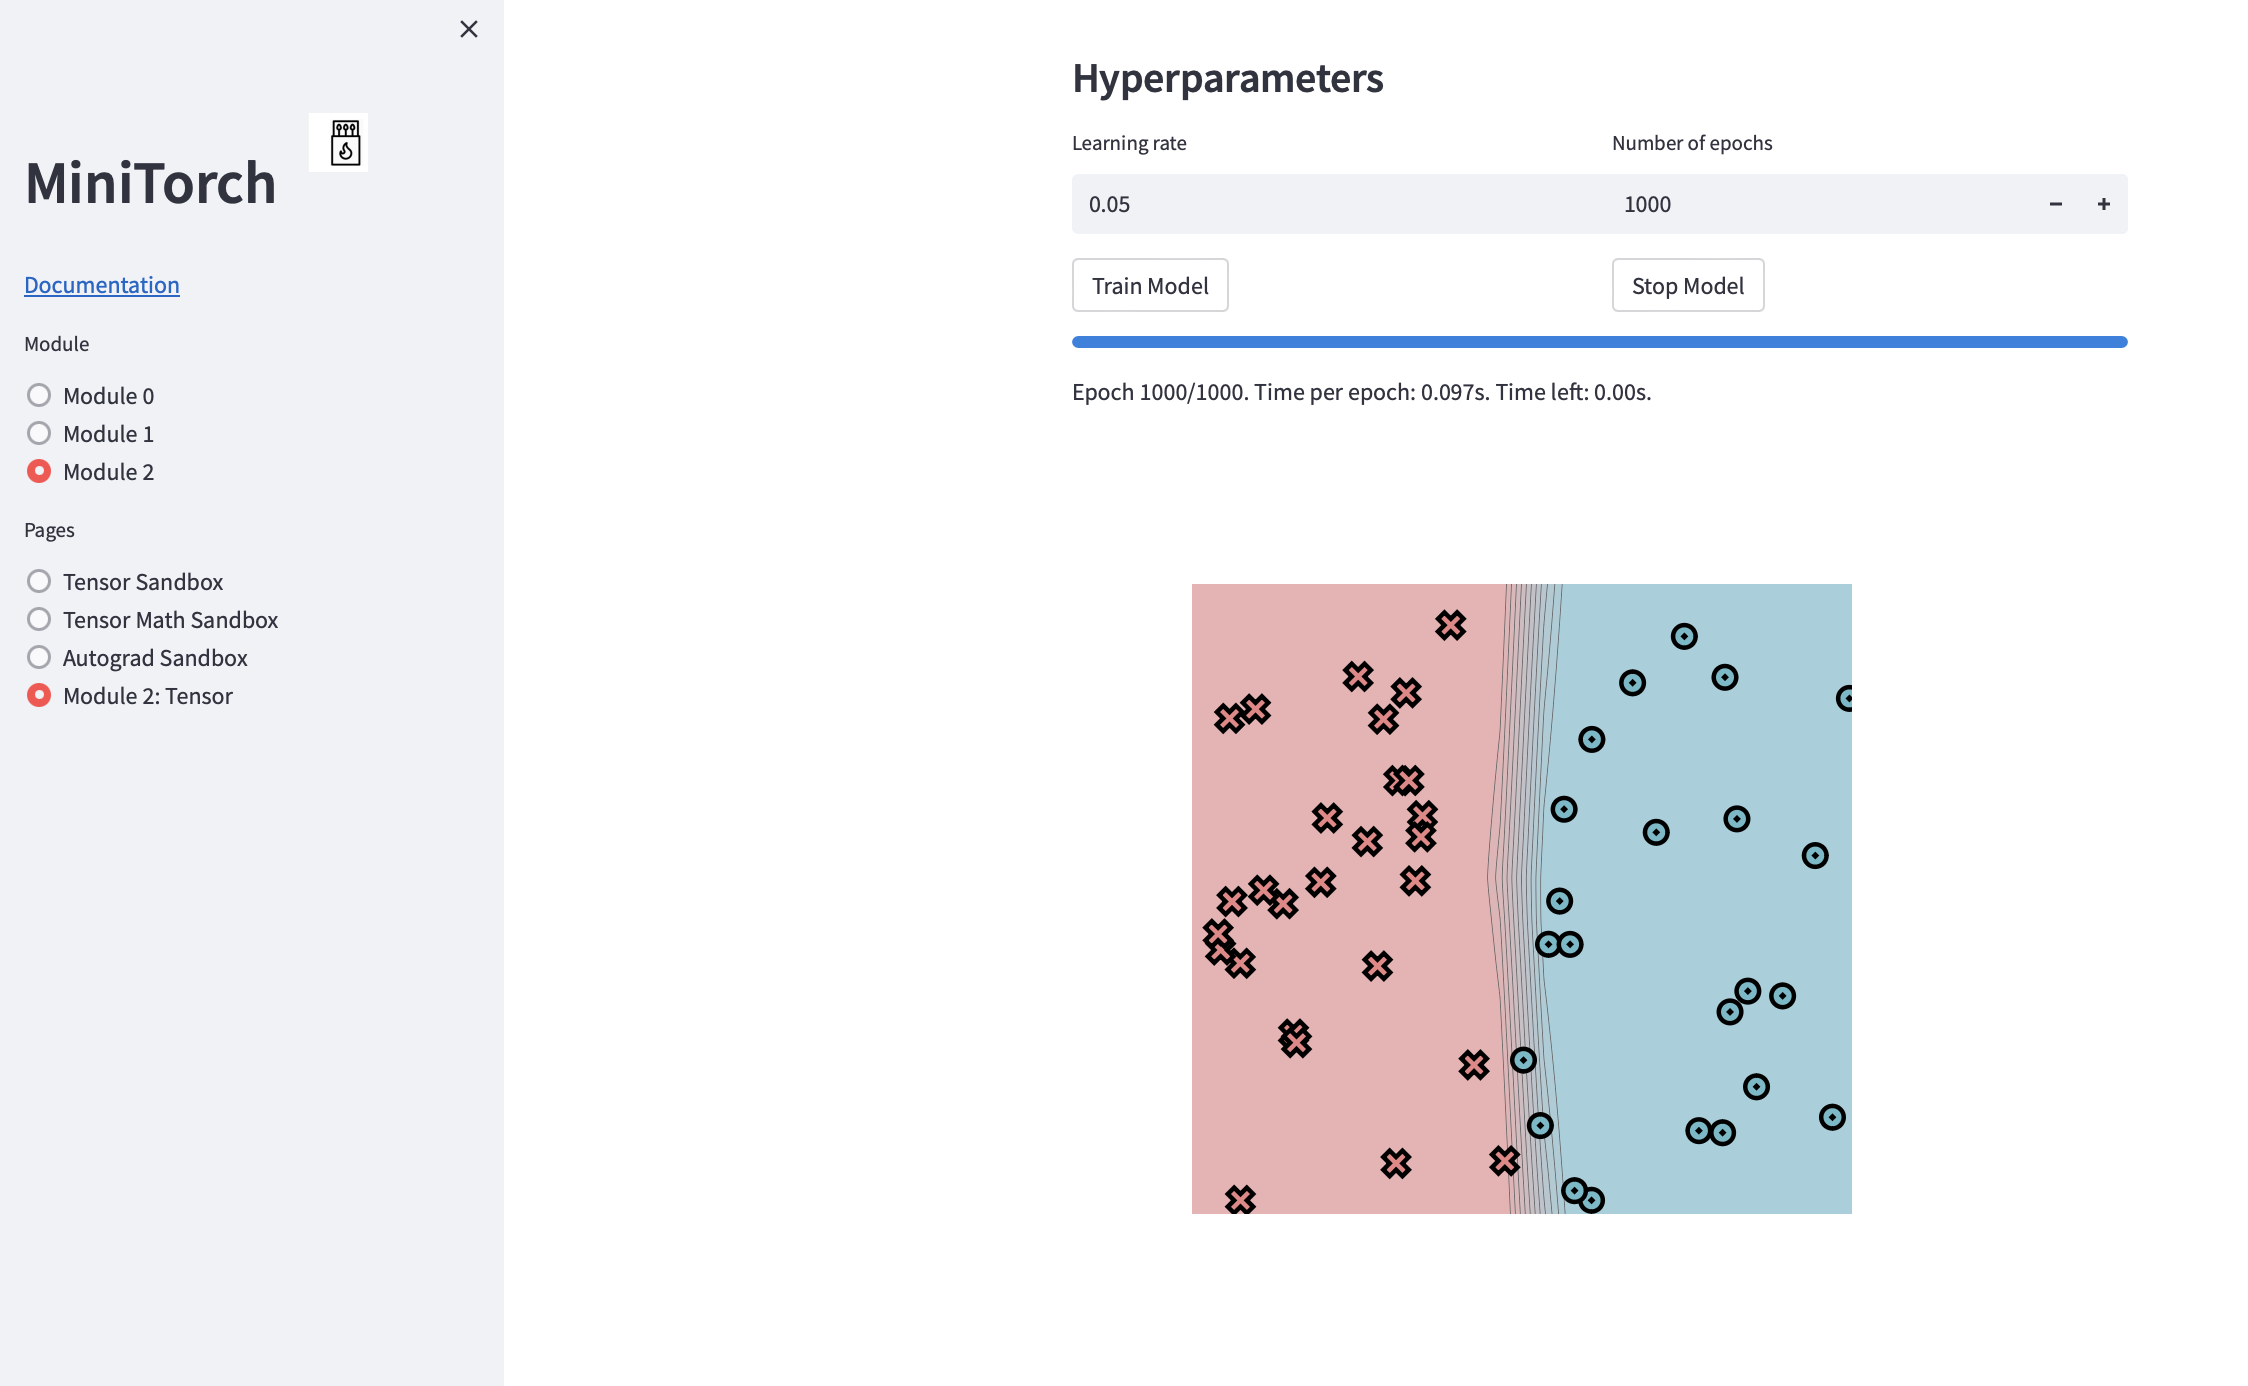 MiniTorch
Documentation
Module
Module 0
Module 1
Module 2
Pages
Tensor Sandbox
Tensor Math Sandbox
Autograd Sandbox
Module 2: Tensor
Hyperparameters
Learning rate
Number of epochs
0.05
1000
Train Model
Stop Model
Epoch 1000/1000. Time per epoch: 0.097s. Time left: 0.00s.